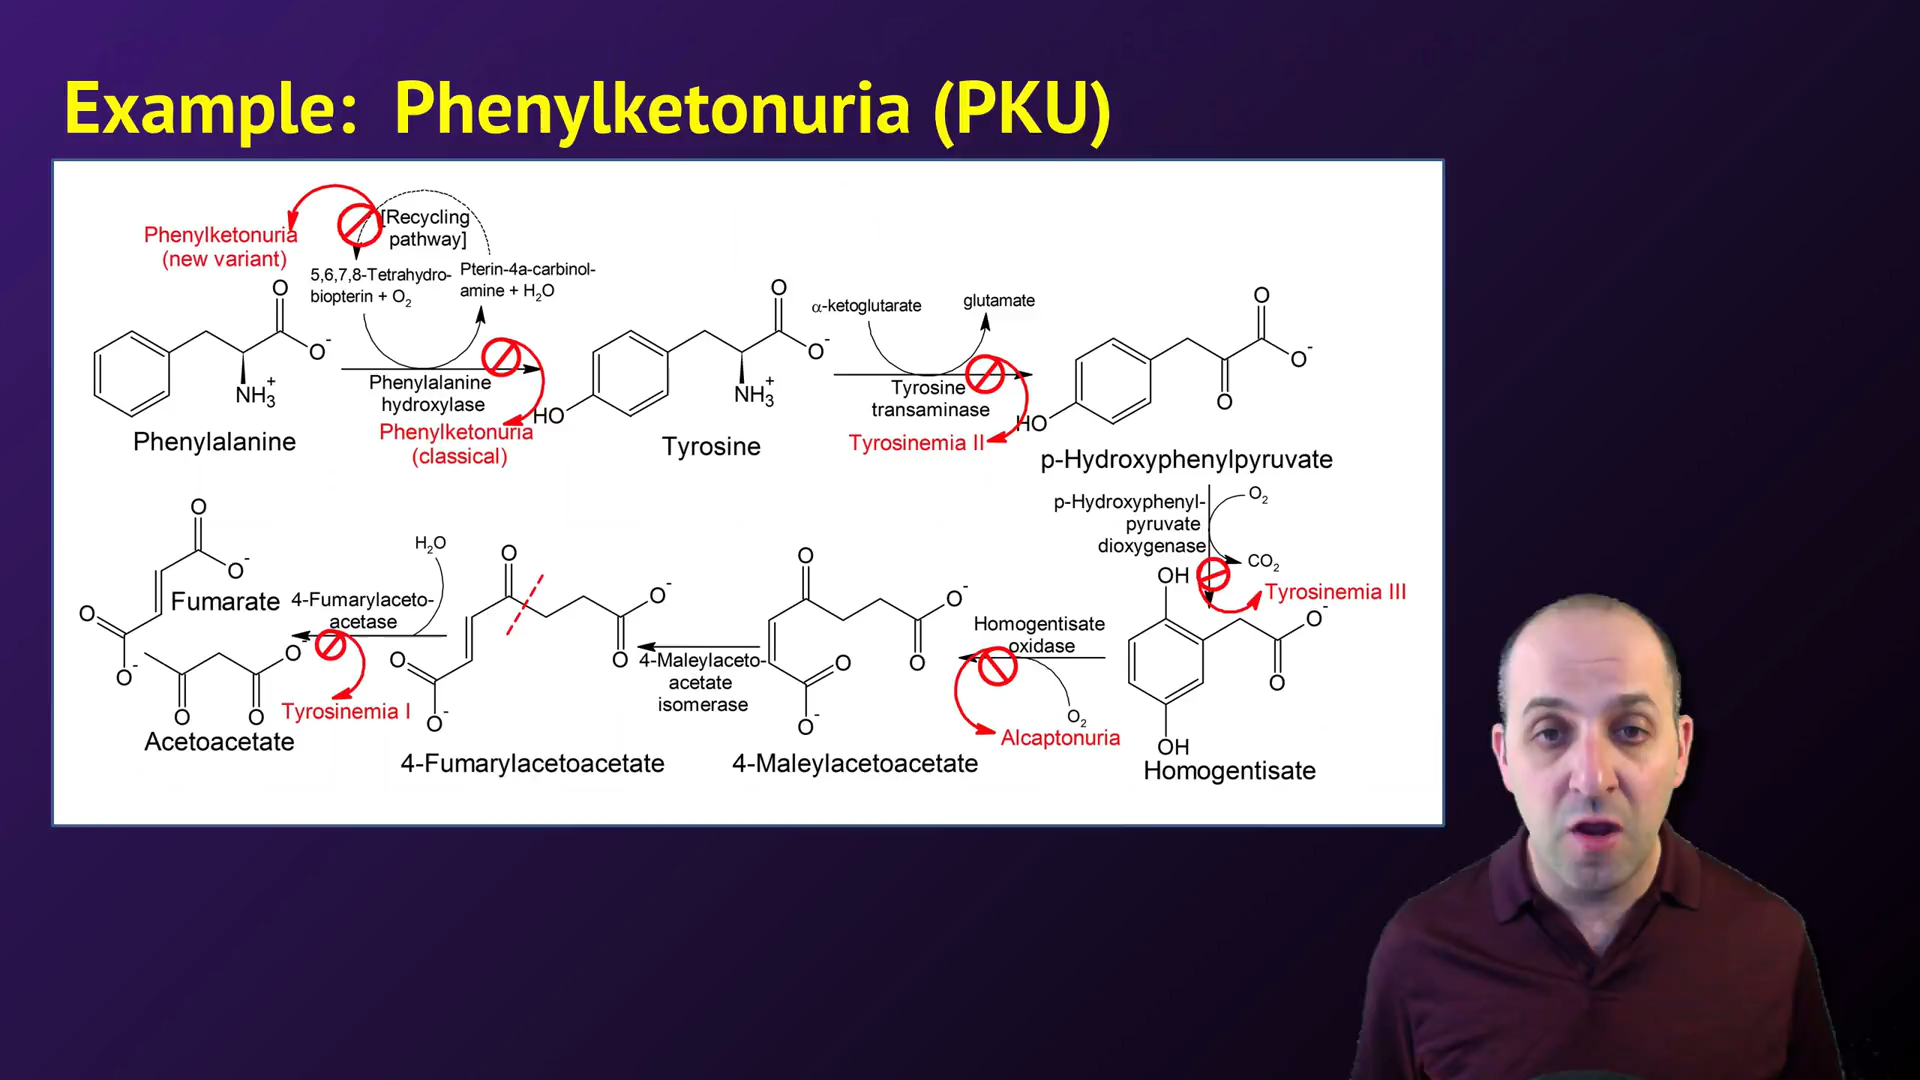 Example: Phenylketonuria (PKU)
Phenylketonuria
(new variant)
[Recycling
pathway]
5,6,7,8-Tetrahydro-
biopterin + O2
Pterin-4a-carbinol-
amine + H2O
O
O-
NH3+
Phenylalanine
Phenylalanine
hydroxylase
Phenylketonuria
(classical)
O
O-
NH3+
HO
Tyrosine
α-ketoglutarate
glutamate
Tyrosine
transaminase
Tyrosinemia II
O
O-
O
HO
p-Hydroxyphenylpyruvate
p-Hydroxyphenyl-
pyruvate
dioxygenase
O2
CO2
Tyrosinemia III
OH
O-
O
OH
Homogentisate
Homogentisate
oxidase
O2
Alcaptonuria
O
O-
O
O
O-
4-Maleylacetoacetate
4-Maleylaceto-
acetate
isomerase
O
O-
O
O
O-
4-Fumarylacetoacetate
H2O
4-Fumarylaceto-
acetase
Tyrosinemia I
O
O-
O
O-
Fumarate
O-
O
O
Acetoacetate